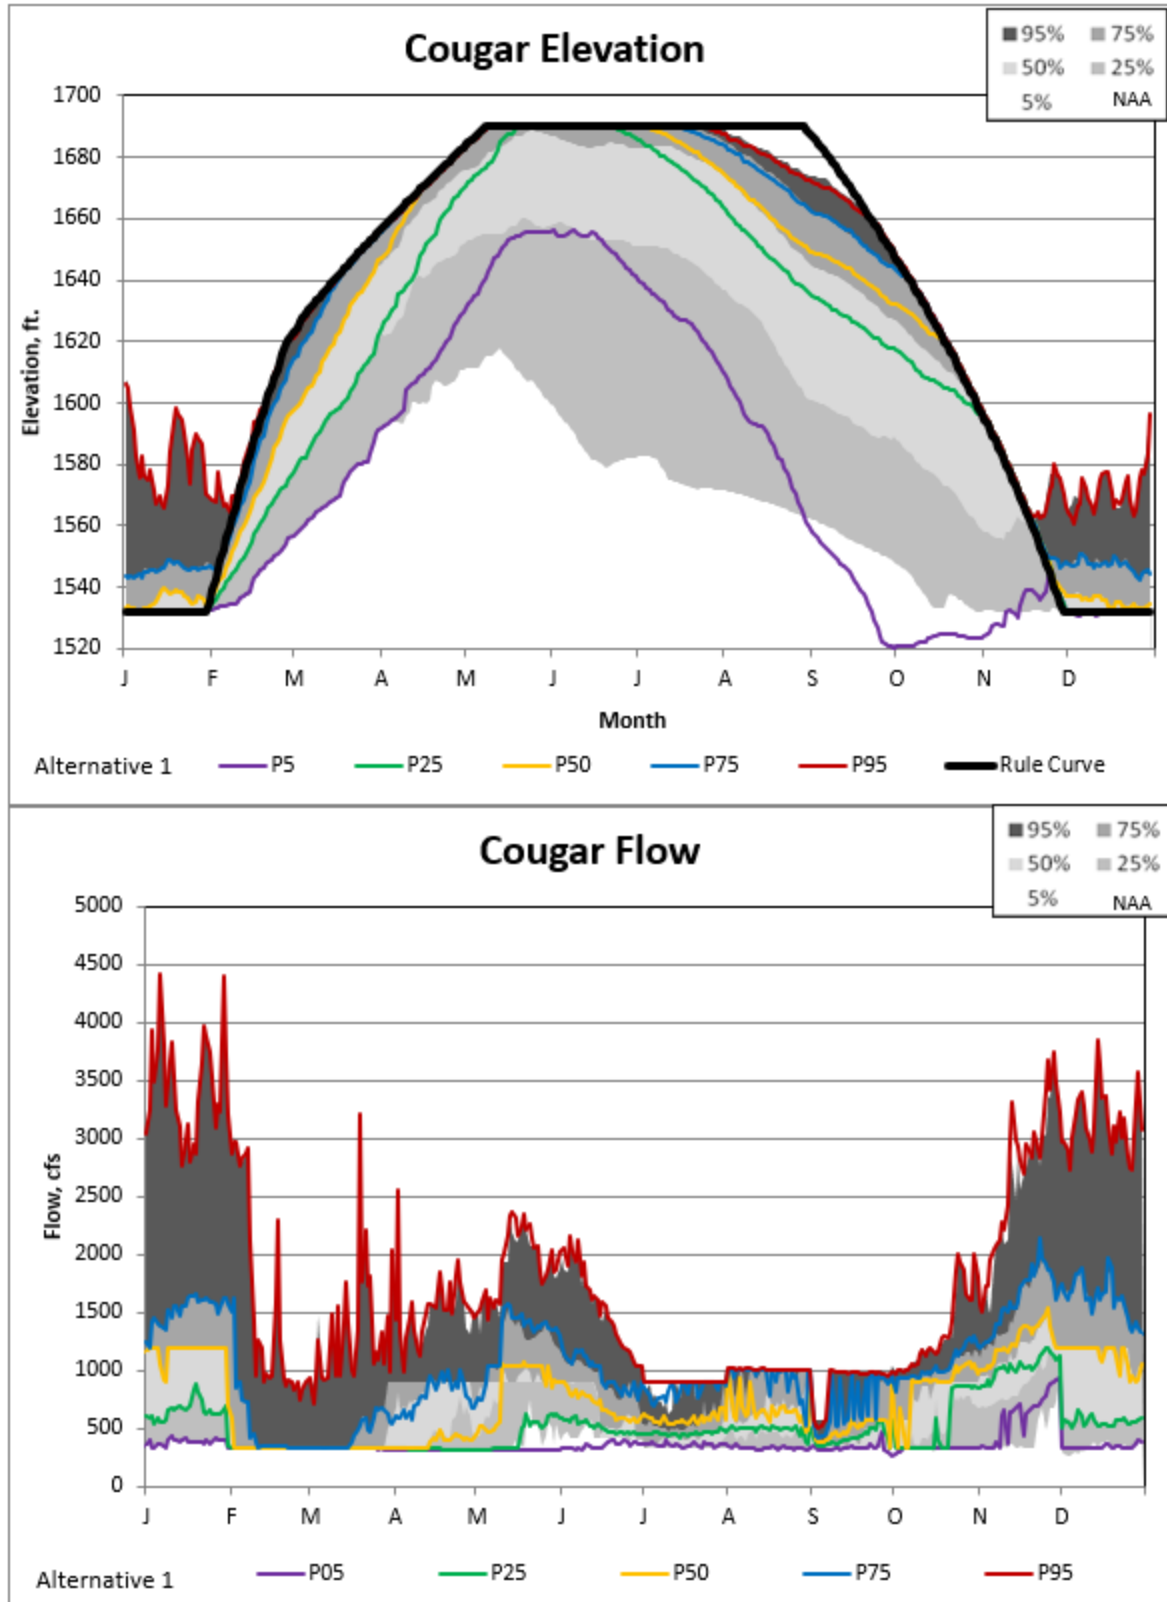 Cougar Elevation
95% 75%
50% 25%
5% NAA
Elevation, ft.
1700
1680
1660
1640
1620
1600
1580
1560
1540
1520
J F M A M J J A S O N D
Month
Alternative 1 P5 P25 P50 P75 P95 Rule Curve
Cougar Flow
95% 75%
50% 25%
5% NAA
Flow, cfs
5000
4500
4000
3500
3000
2500
2000
1500
1000
500
0
J F M A M J J A S O N D
Alternative 1 P05 P25 P50 P75 P95